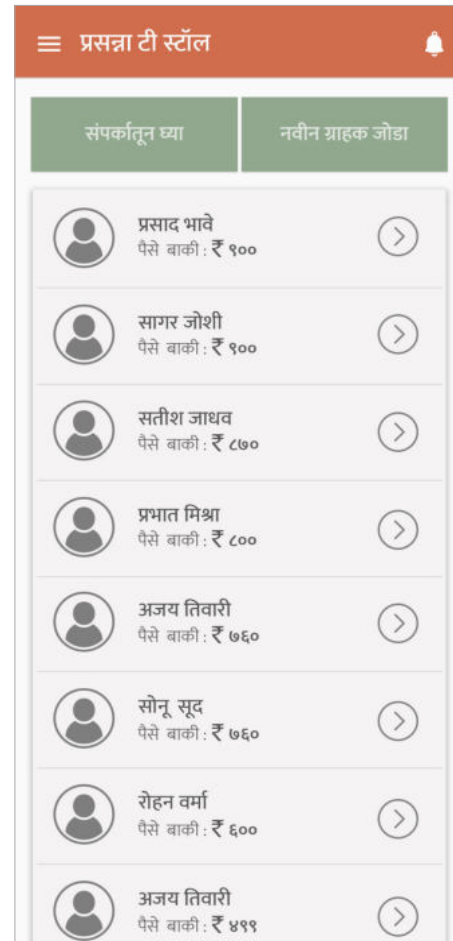 प्रसन्ना टी स्टॉल
संपर्कातून घ्या
नवीन ग्राहक जोडा
प्रसाद भावे
पैसे बाकी : ₹ ९००
सागर जोशी
पैसे बाकी : ₹ ९००
सतीश जाधव
पैसे बाकी : ₹ ८७०
प्रभात मिश्रा
पैसे बाकी : ₹ ८००
अजय तिवारी
पैसे बाकी : ₹ ७६०
सोनू सूद
पैसे बाकी : ₹ ७६०
रोहन वर्मा
पैसे बाकी : ₹ ६००
अजय तिवारी
पैसे बाकी : ₹ ४९९